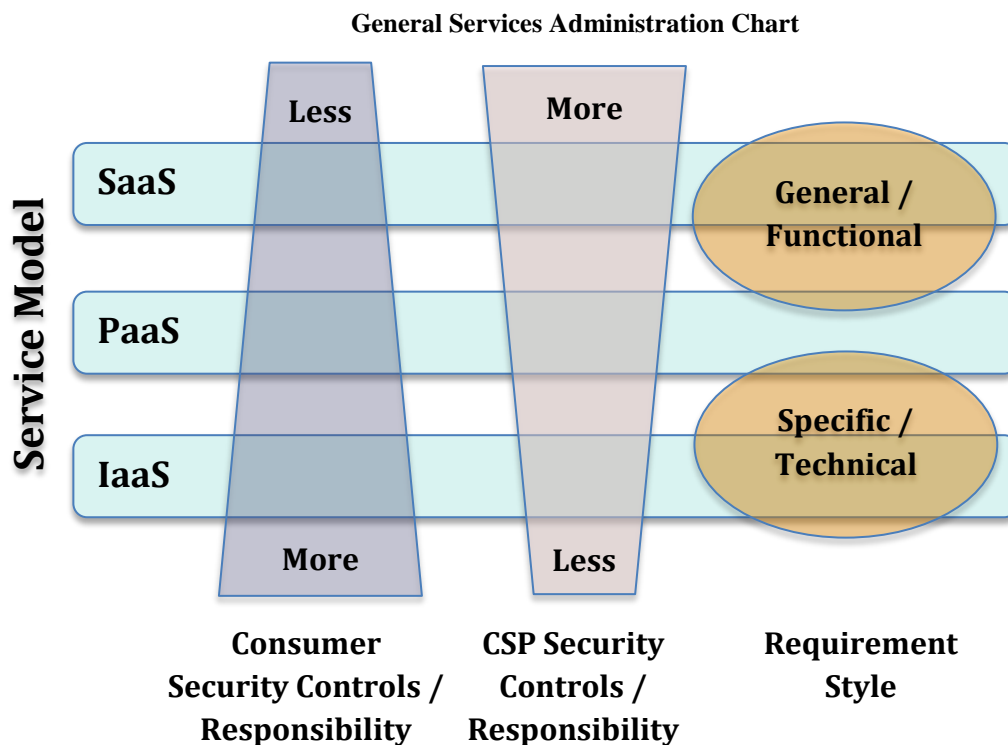 General Services Administration Chart
Less
More
SaaS
General /
Functional
Service Model
PaaS
Specific /
Technical
IaaS
More
Less
Consumer
Security Controls /
Responsibility
CSP Security
Controls /
Responsibility
Requirement
Style